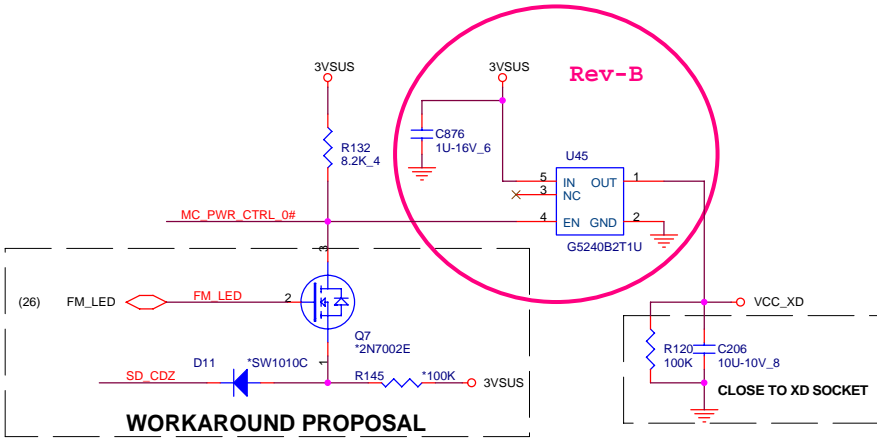 3VSUS
3VSUS
Rev-B
C876
1U-16V_6
R132
8.2K_4
U45
5 IN OUT 1
3 NC
4 EN GND 2
G5240B2T1U
MC_PWR_CTRL_0#
3
(26) FM_LED FM_LED 2
Q7
*2N7002E
1
VCC_XD
R120
100K
C206
10U-10V_8
CLOSE TO XD SOCKET
SD_CDZ
D11 *SW1010C
R145 *100K
3VSUS
WORKAROUND PROPOSAL